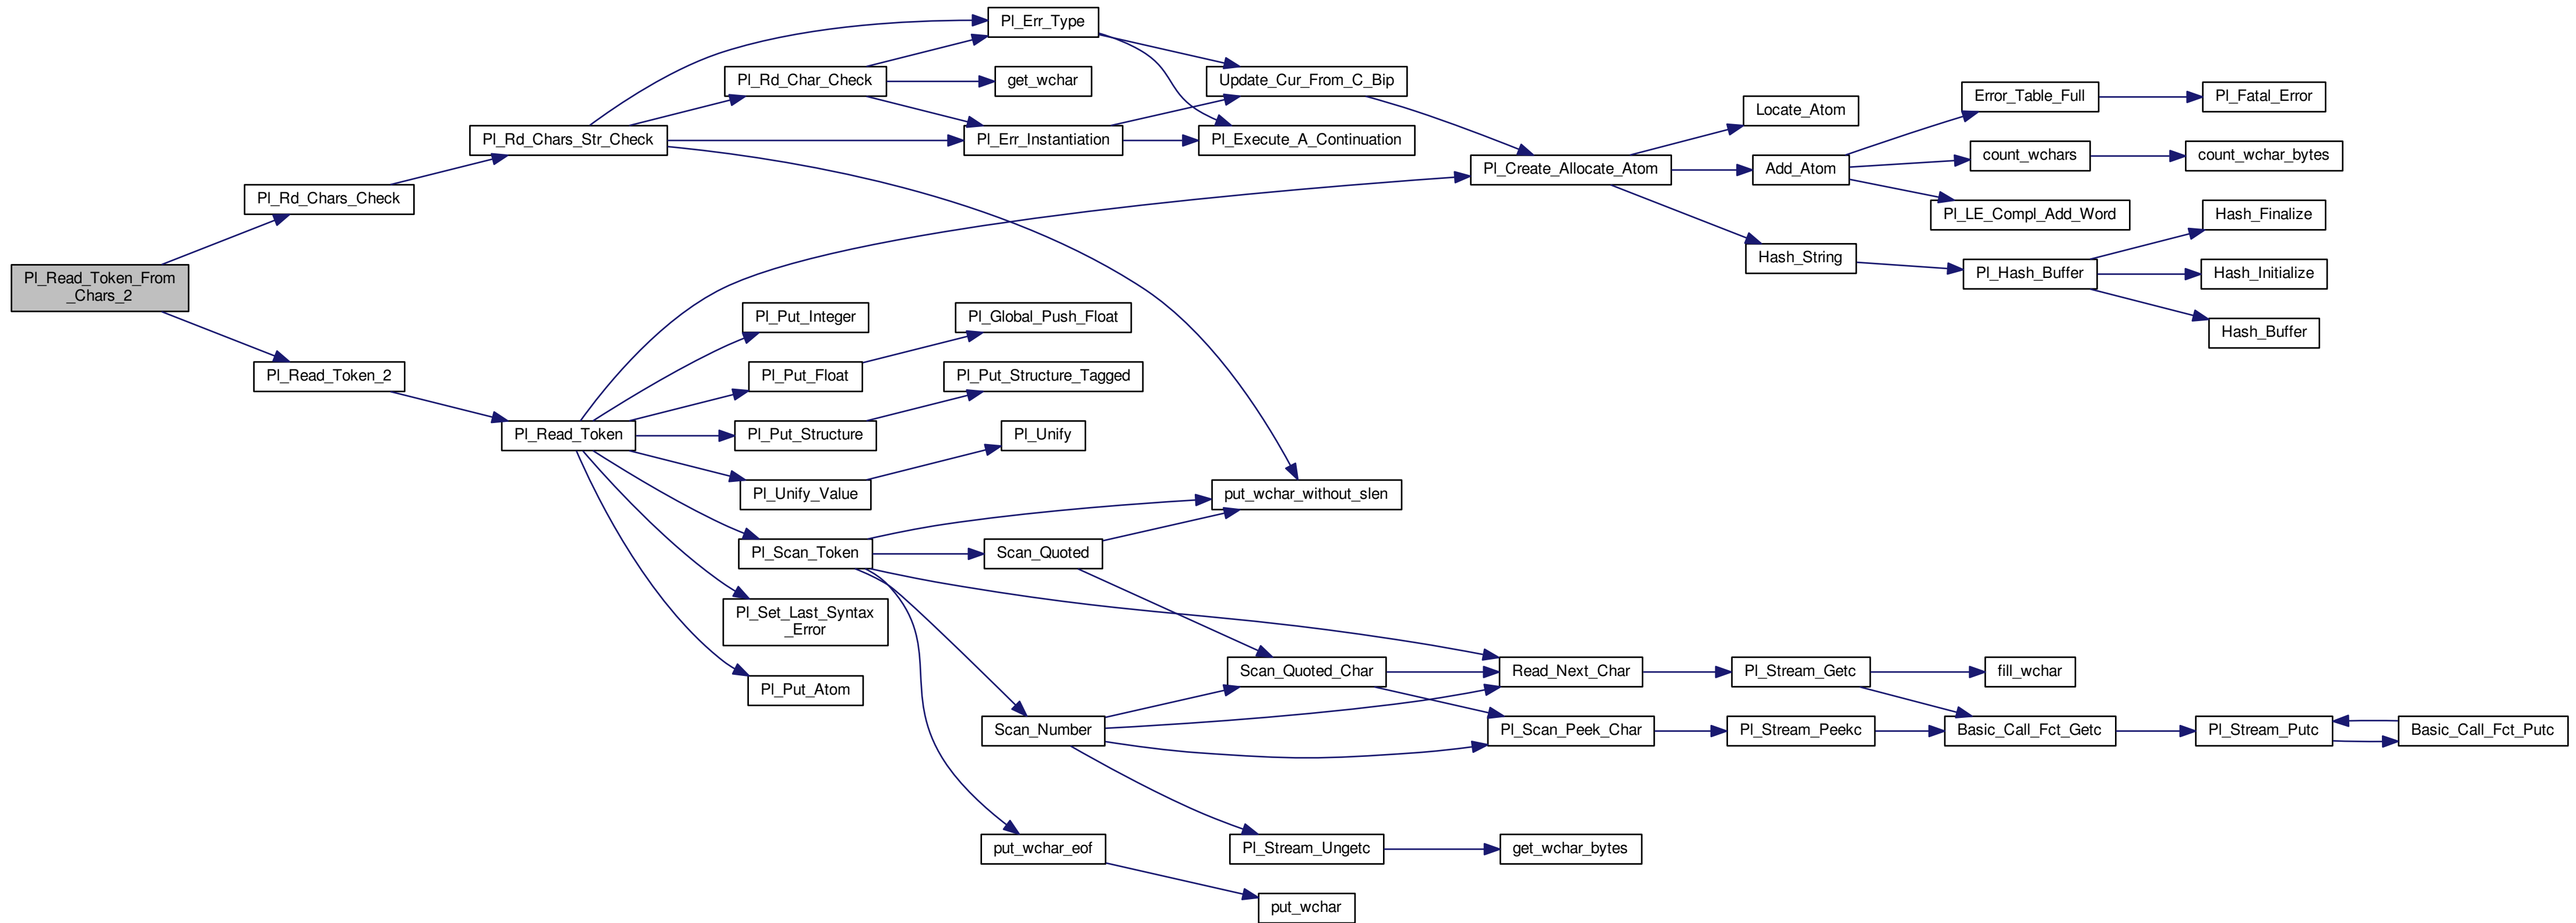 Pl_Read_Token_From
_Chars_2
Pl_Rd_Chars_Check
Pl_Read_Token_2
Pl_Rd_Chars_Str_Check
Pl_Read_Token
Pl_Rd_Char_Check
Pl_Put_Integer
Pl_Put_Float
Pl_Put_Structure
Pl_Unify_Value
Pl_Scan_Token
Pl_Set_Last_Syntax
_Error
Pl_Put_Atom
Pl_Err_Type
get_wchar
Pl_Err_Instantiation
Pl_Global_Push_Float
Pl_Put_Structure_Tagged
Pl_Unify
Scan_Quoted
Scan_Number
put_wchar_eof
Update_Cur_From_C_Bip
Pl_Execute_A_Continuation
put_wchar_without_slen
Scan_Quoted_Char
Pl_Stream_Ungetc
put_wchar
Pl_Create_Allocate_Atom
Read_Next_Char
Pl_Scan_Peek_Char
get_wchar_bytes
Locate_Atom
Add_Atom
Hash_String
Pl_Stream_Getc
Pl_Stream_Peekc
Error_Table_Full
count_wchars
Pl_LE_Compl_Add_Word
Pl_Hash_Buffer
fill_wchar
Basic_Call_Fct_Getc
Pl_Fatal_Error
count_wchar_bytes
Hash_Finalize
Hash_Initialize
Hash_Buffer
Pl_Stream_Putc
Basic_Call_Fct_Putc